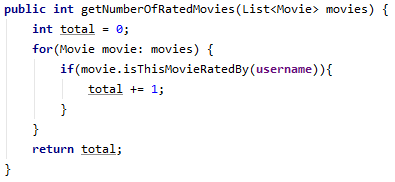 public int getNumberOfRatedMovies(List<Movie> movies) {
    int total = 0;
    for(Movie movie: movies) {
        if(movie.isThisMovieRatedBy(username)){
            total += 1;
        }
    }
    return total;
}